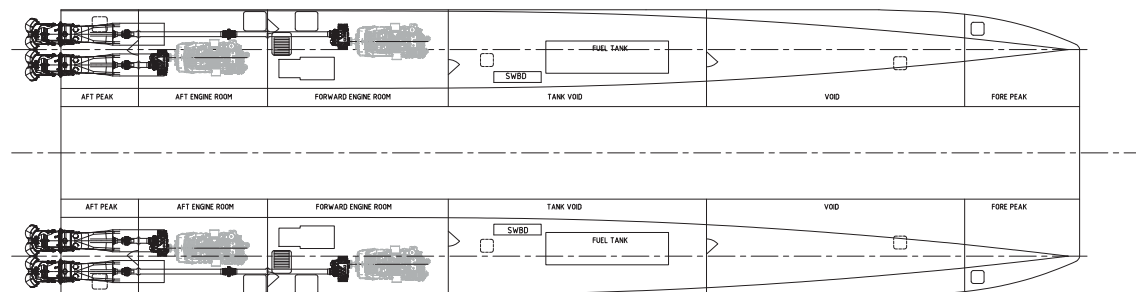 FUEL TANK
SWBD
AFT PEAK AFT ENGINE ROOM FORWARD ENGINE ROOM TANK VOID VOID FORE PEAK
AFT PEAK AFT ENGINE ROOM FORWARD ENGINE ROOM TANK VOID VOID FORE PEAK
SWBD
FUEL TANK